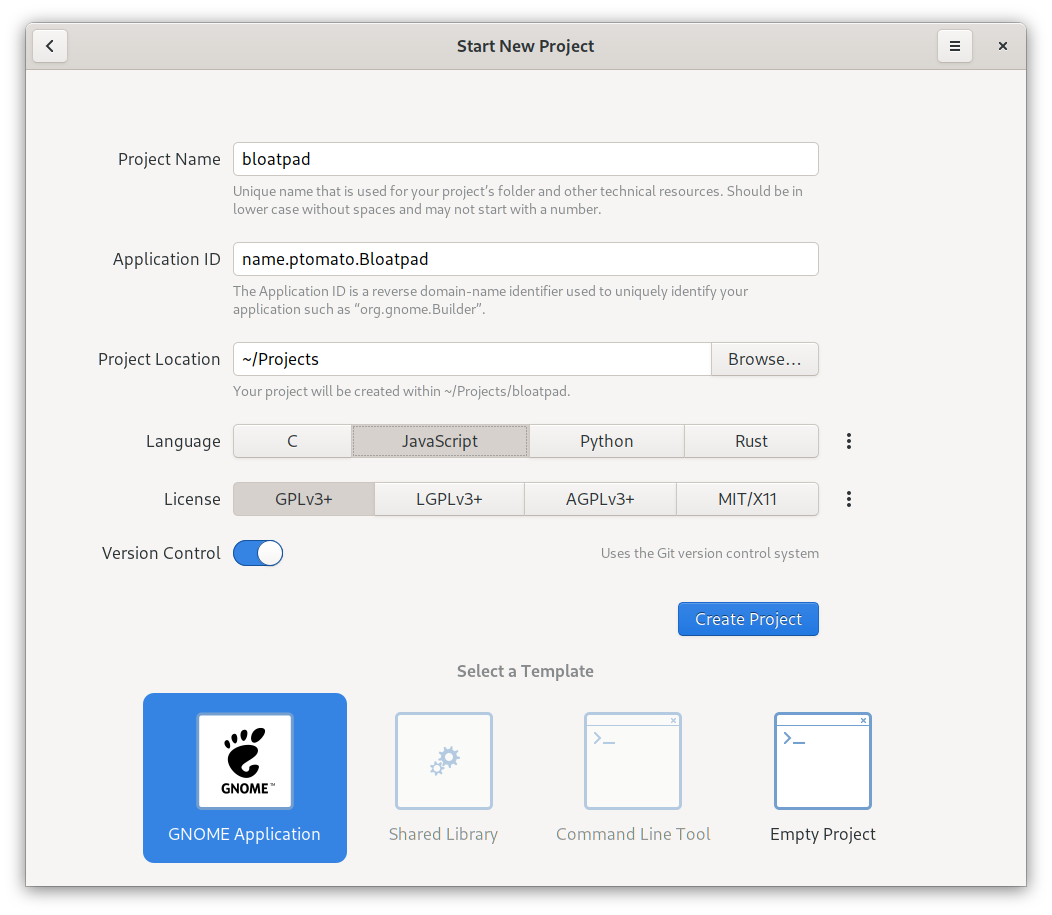 Start New Project
Project Name
bloatpad
Unique name that is used for your project's folder and other technical resources. Should be in
lower case without spaces and may not start with a number.
Application ID
name.ptomato.Bloatpad
The Application ID is a reverse domain-name identifier used to uniquely identify your
application such as “org.gnome.Builder”.
Project Location
~/Projects
Browse…
Your project will be created within ~/Projects/bloatpad.
Language
C
JavaScript
Python
Rust
License
GPLv3+
LGPLv3+
AGPLv3+
MIT/X11
Version Control
Uses the Git version control system
Create Project
Select a Template
GNOME™
GNOME Application
Shared Library
Command Line Tool
Empty Project